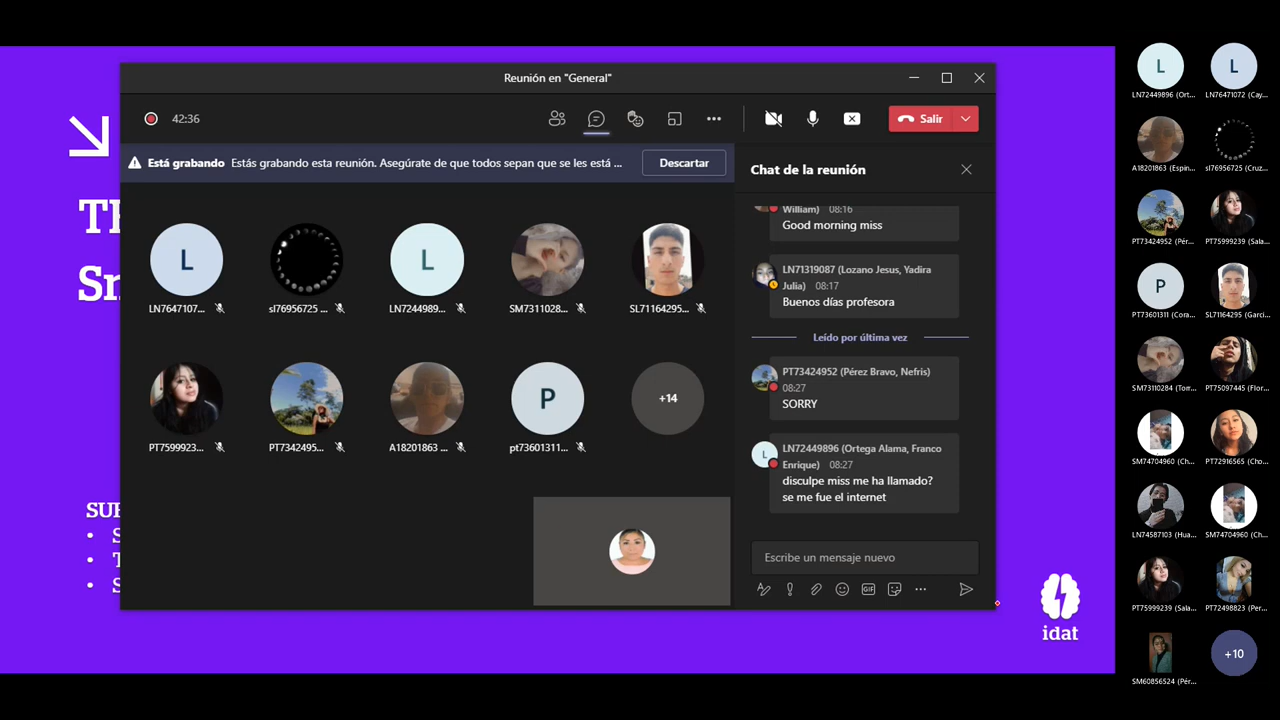 Reunión en "General"
42:36
Salir
Está grabando Estás grabando esta reunión. Asegúrate de que todos sepan que se les está ...
Descartar
LN7647107...
sI76956725 ...
LN7244989...
SM7311028...
SL71164295...
PT7599923...
PT7342495...
A18201863 ...
P
pt73601311...
+14
L
L
Chat de la reunión
William) 08:16
Good morning miss
LN71319087 (Lozano Jesus, Yadira
Julia) 08:17
Buenos días profesora
Leído por última vez
PT73424952 (Pérez Bravo, Nefris)
08:27
SORRY
L
LN72449896 (Ortega Alama, Franco
Enrique) 08:27
disculpe miss me ha llamado?
se me fue el internet
Escribe un mensaje nuevo
GIF
idat
L
LN72449896 (Ort...
L
LN76471072 (Cay...
A18201863 (Espin...
sI76956725 (Cruz...
PT73424952 (Pér...
PT75999239 (Sala...
P
PT73601311 (Cora...
SL71164295 (Garci...
SM73110284 (Torr...
PT75097445 (Flor...
SM74704960 (Ch...
PT72916565 (Cho...
LN74587103 (Hua...
SM74704960 (Ch...
PT75999239 (Sala...
PT72498823 (Per...
SM60856524 (Pér...
+10